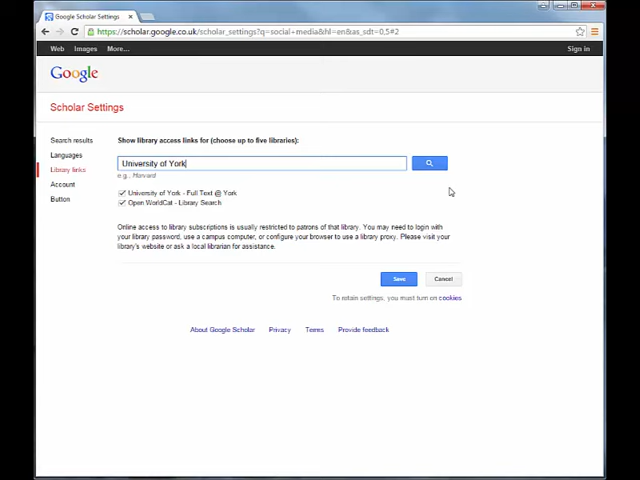 Google Scholar Settings
https://scholar.google.co.uk/scholar_settings?q=social+media&hl=en&as_sdt=0,5#2
Web Images More... Sign in
Google
Scholar Settings
Search results
Languages
Library links
Account
Button
Show library access links for (choose up to five libraries):
University of York
e.g., Harvard
University of York - Full Text @ York
Open WorldCat - Library Search
Online access to library subscriptions is usually restricted to patrons of that library. You may need to login with
your library password, use a campus computer, or configure your browser to use a library proxy. Please visit your
library's website or ask a local librarian for assistance.
Save Cancel
To retain settings, you must turn on cookies
About Google Scholar Privacy Terms Provide feedback